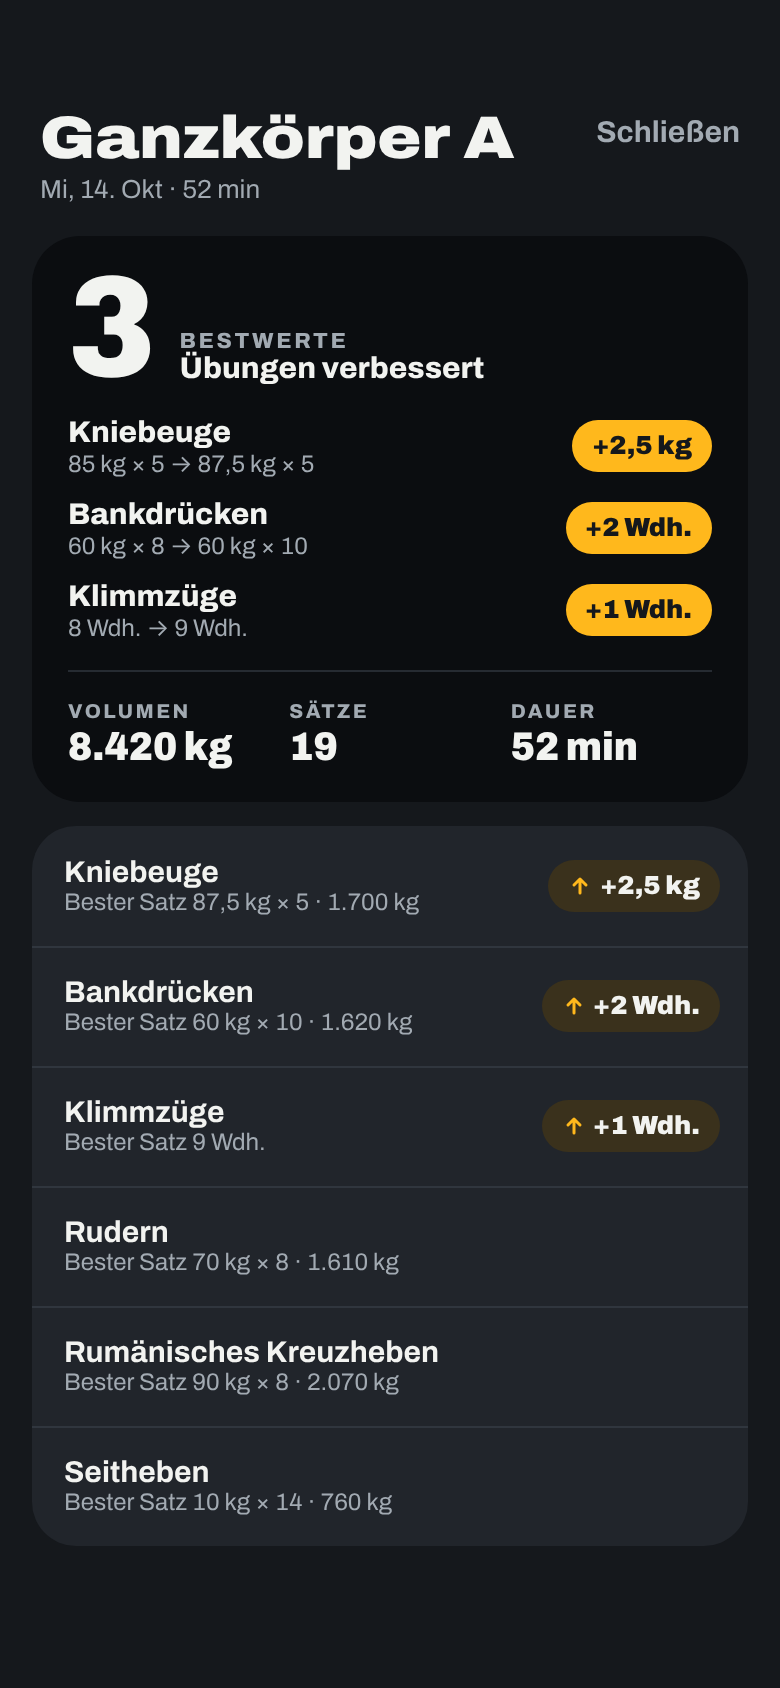 Ganzkörper A
Schließen
Mi, 14. Okt · 52 min
3
BESTWERTE
Übungen verbessert
Kniebeuge
85 kg × 5 → 87,5 kg × 5
+2,5 kg
Bankdrücken
60 kg × 8 → 60 kg × 10
+2 Wdh.
Klimmzüge
8 Wdh. → 9 Wdh.
+1 Wdh.
VOLUMEN
8.420 kg
SÄTZE
19
DAUER
52 min
Kniebeuge
Bester Satz 87,5 kg × 5 · 1.700 kg
↑ +2,5 kg
Bankdrücken
Bester Satz 60 kg × 10 · 1.620 kg
↑ +2 Wdh.
Klimmzüge
Bester Satz 9 Wdh.
↑ +1 Wdh.
Rudern
Bester Satz 70 kg × 8 · 1.610 kg
Rumänisches Kreuzheben
Bester Satz 90 kg × 8 · 2.070 kg
Seitheben
Bester Satz 10 kg × 14 · 760 kg